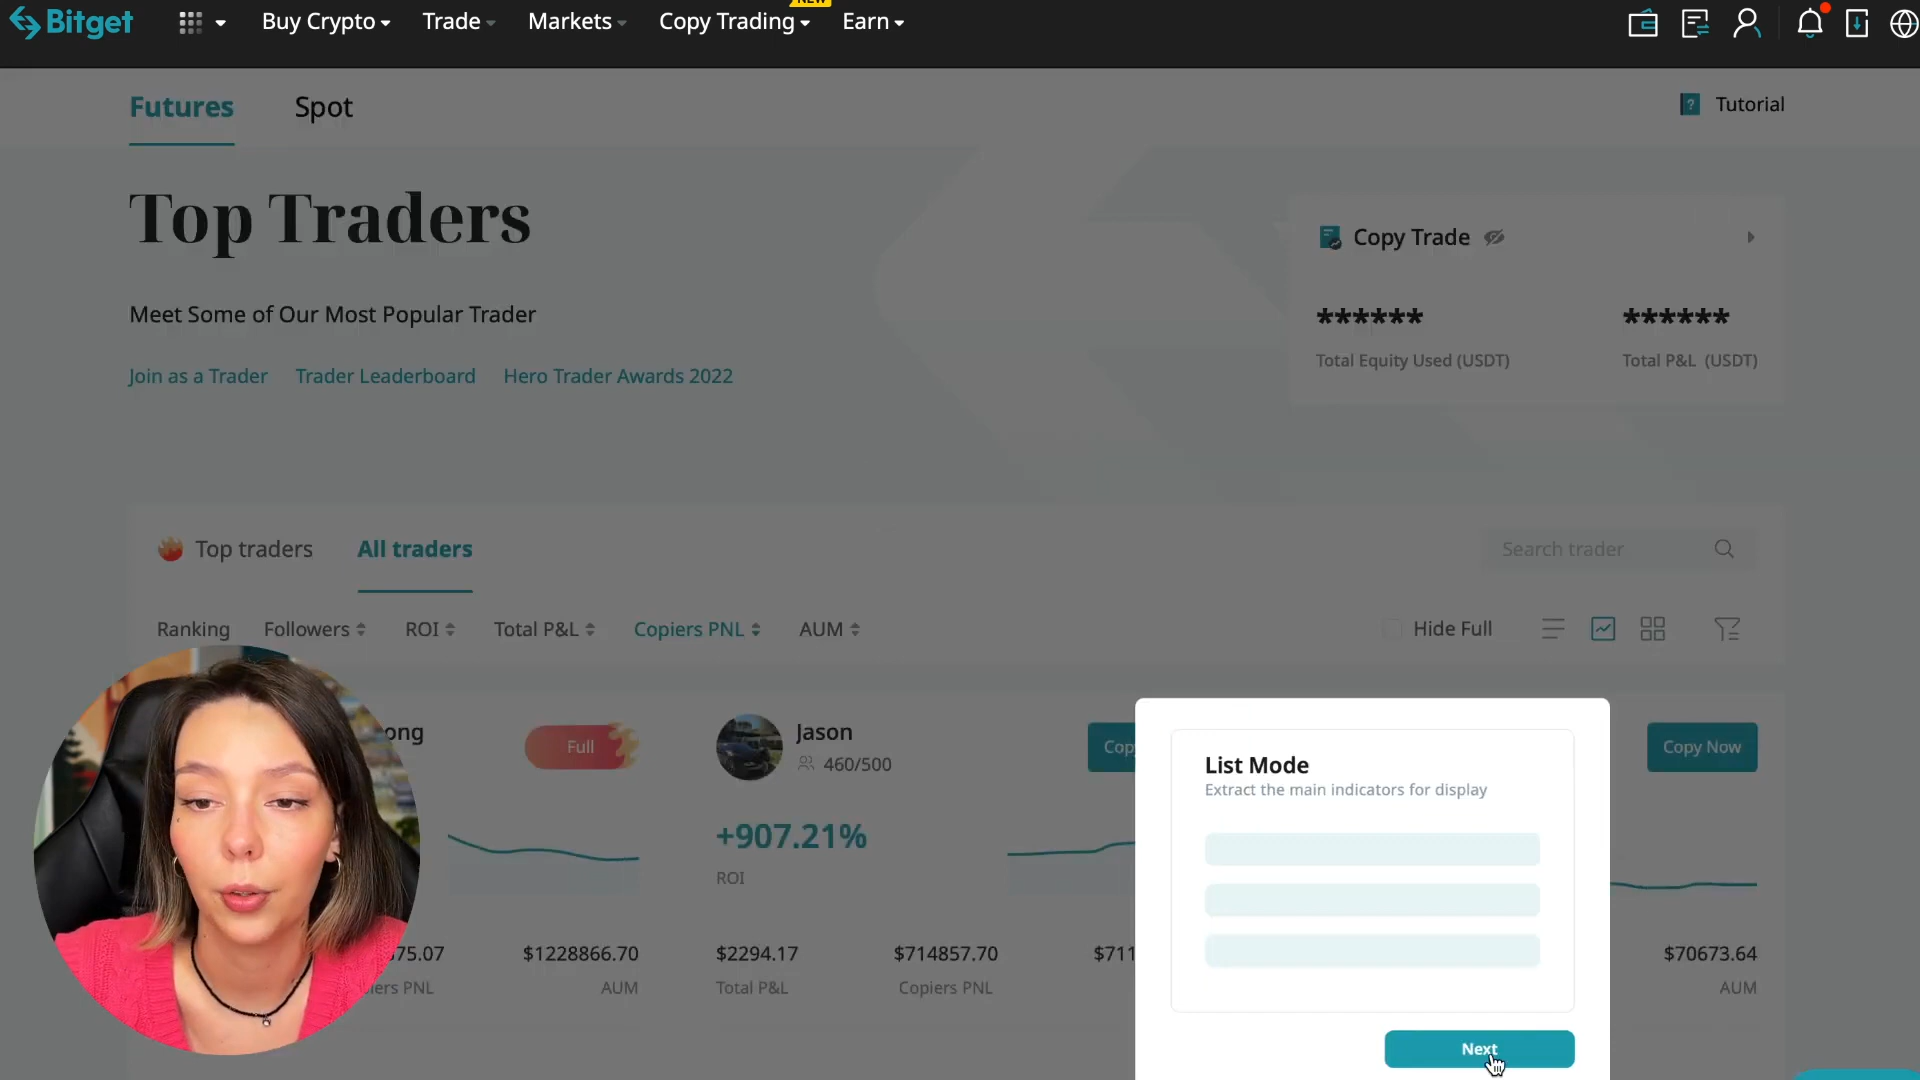 Bitget
Buy Crypto
Trade
Markets
Copy Trading
NEW
Earn
Futures
Spot
Tutorial
Top Traders
Meet Some of Our Most Popular Trader
Join as a Trader
Trader Leaderboard
Hero Trader Awards 2022
Copy Trade
******
******
Total Equity Used (USDT)
Total P&L (USDT)
Top traders
All traders
Search trader
Ranking
Followers
ROI
Total P&L
Copiers PNL
AUM
Hide Full
ong
Full
Jason
460/500
Cop
Copy Now
+907.21%
ROI
75.07
$1228866.70
iers PNL
AUM
$2294.17
$714857.70
$711
Total P&L
Copiers PNL
$70673.64
AUM
List Mode
Extract the main indicators for display
Next